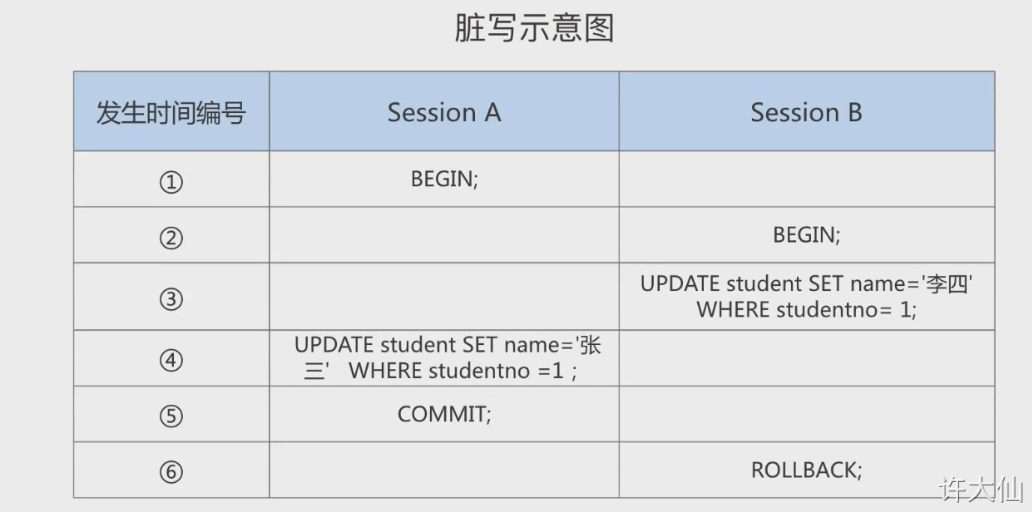 脏写示意图
发生时间编号 Session A Session B
① BEGIN;
② BEGIN;
③ UPDATE student SET name='李四'
WHERE studentno= 1;
④ UPDATE student SET name='张
三' WHERE studentno =1 ;
⑤ COMMIT;
⑥ ROLLBACK;
许大仙